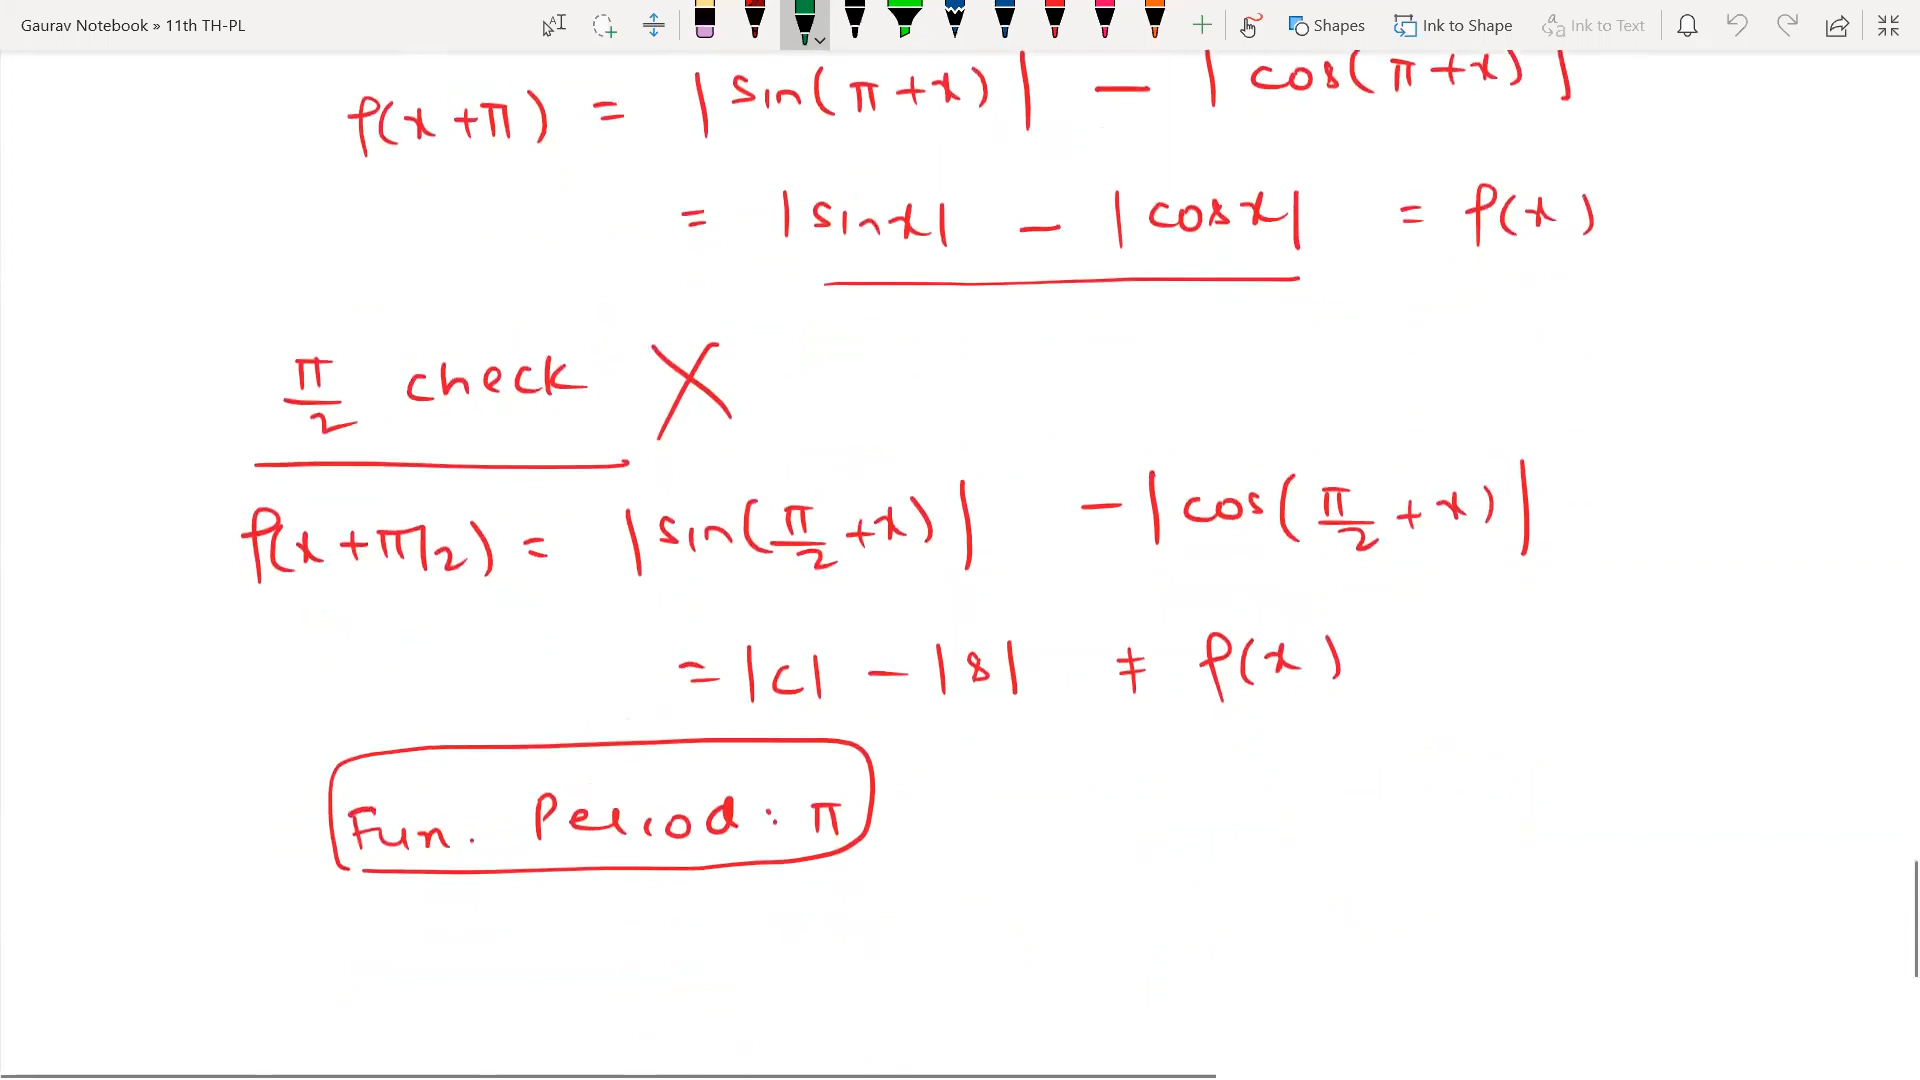 Gaurav Notebook » 11th TH-PL
Shapes
Ink to Shape
Ink to Text
f(x+π) = |sin(π+x)| - |cos(π+x)|
= |sinx| - |cosx| = f(x)
π/2 check X
f(x+π/2) = |sin(π/2+x)| - |cos(π/2+x)|
= |c| - |s| ≠ f(x)
Fun. Period : π